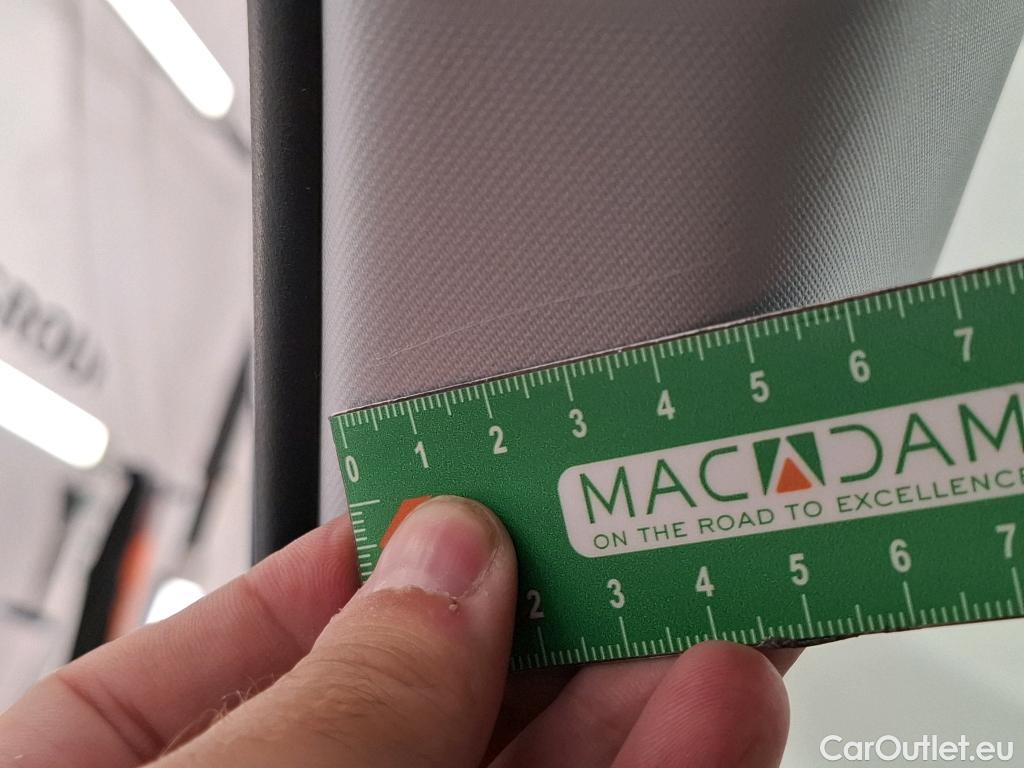 0 1 2 3 4 5 6 7
MACADAM
ON THE ROAD TO EXCELLENCE
2 3 4 5 6 7
CarOutlet.eu